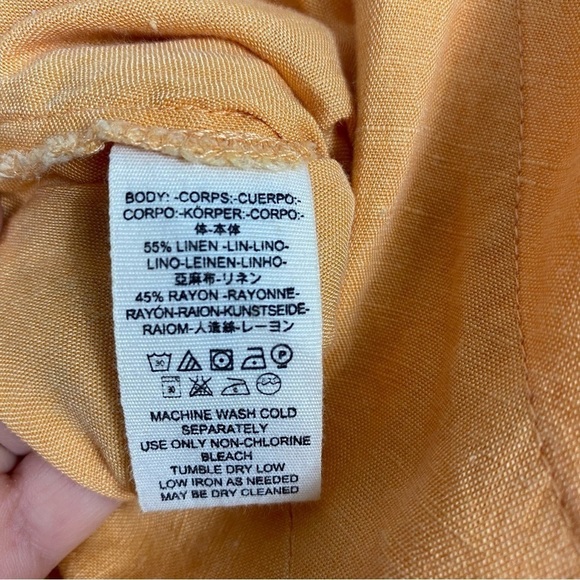 BODY: -CORPS:-CUERPO:-
CORPO:-KÖRPER:-CORPO:-
体-本体
55% LINEN -LIN-LINO-
LINO-LEINEN-LINHO-
亞麻布-リネン
45% RAYON -RAYONNE-
RAYÓN-RAION-KUNSTSEIDE-
RAIOM-人造絲-レーヨン
MACHINE WASH COLD
SEPARATELY
USE ONLY NON-CHLORINE
BLEACH
TUMBLE DRY LOW
LOW IRON AS NEEDED
MAY BE DRY CLEANED